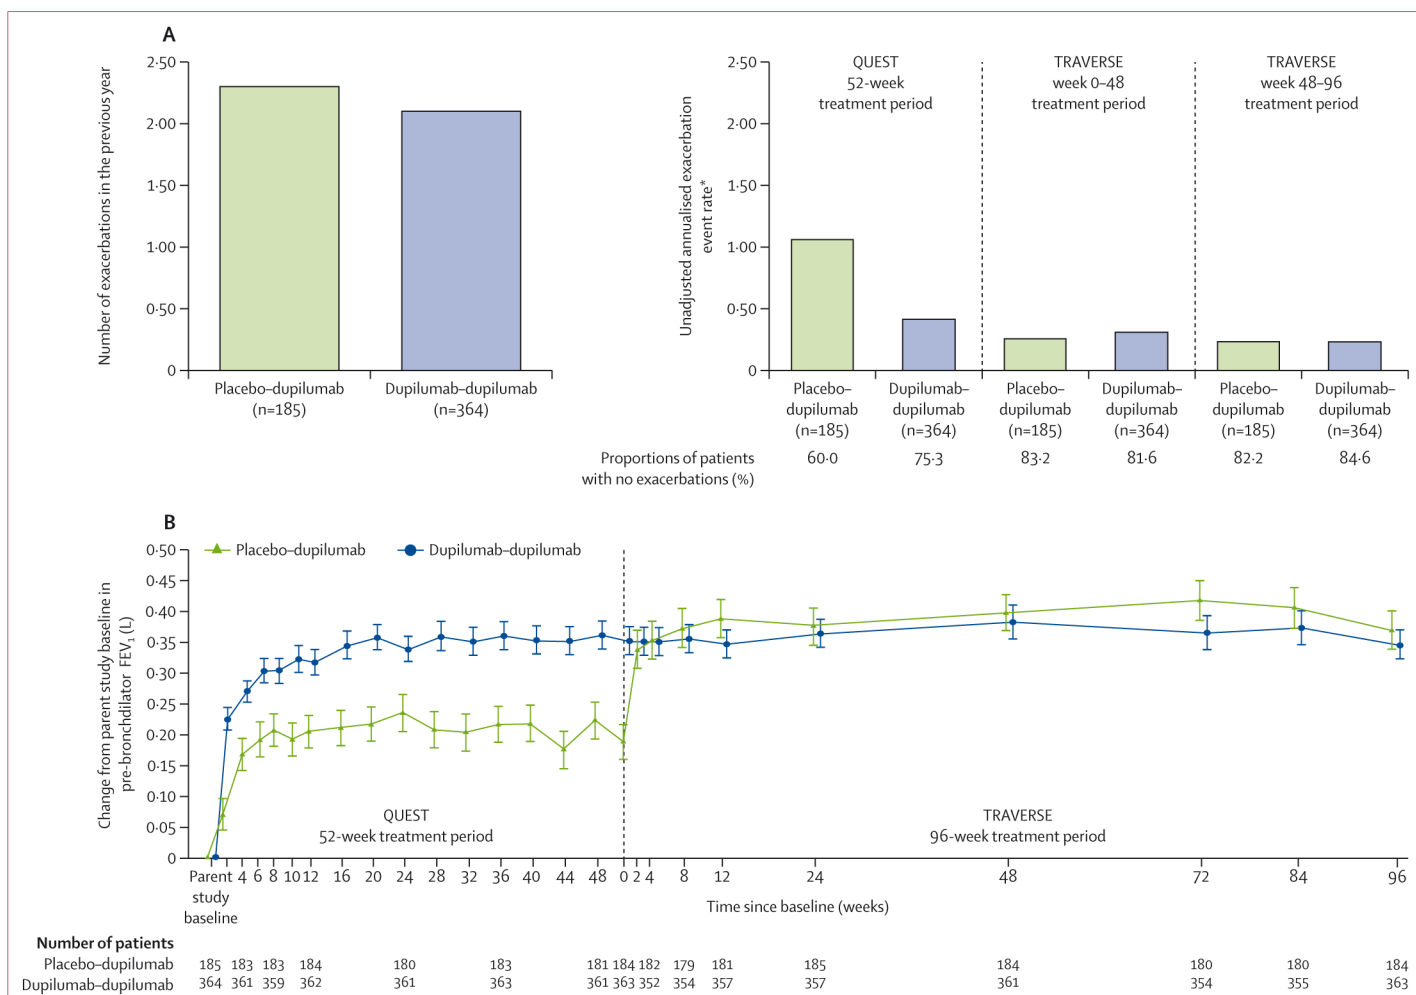 A
Number of exacerbations in the previous year
2·50
2·00
1·50
1·00
0·50
0
Placebo–dupilumab
(n=185)
Dupilumab–dupilumab
(n=364)
Unadjusted annualised exacerbation
event rate*
2·50
2·00
1·50
1·00
0·50
0
QUEST
52-week
treatment period
TRAVERSE
week 0–48
treatment period
TRAVERSE
week 48–96
treatment period
Placebo–
dupilumab
(n=185)
Dupilumab–
dupilumab
(n=364)
Placebo–
dupilumab
(n=185)
Dupilumab–
dupilumab
(n=364)
Placebo–
dupilumab
(n=185)
Dupilumab–
dupilumab
(n=364)
Proportions of patients
with no exacerbations (%)
60·0 75·3 83·2 81·6 82·2 84·6
B
Placebo–dupilumab Dupilumab–dupilumab
Change from parent study baseline in
pre-bronchdilator FEV₁ (L)
0·50
0·45
0·40
0·35
0·30
0·25
0·20
0·15
0·10
0·05
0
QUEST
52-week treatment period
TRAVERSE
96-week treatment period
Parent
study
baseline
4 6 8 10 12 16 20 24 28 32 36 40 44 48 0 2 4 8 12 24 48 72 84 96
Time since baseline (weeks)
Number of patients
Placebo–dupilumab 185 183 183 184 180 183 181 184 182 179 181 185 184 180 180 184
Dupilumab–dupilumab 364 361 359 362 361 363 361 363 352 354 357 357 361 354 355 363